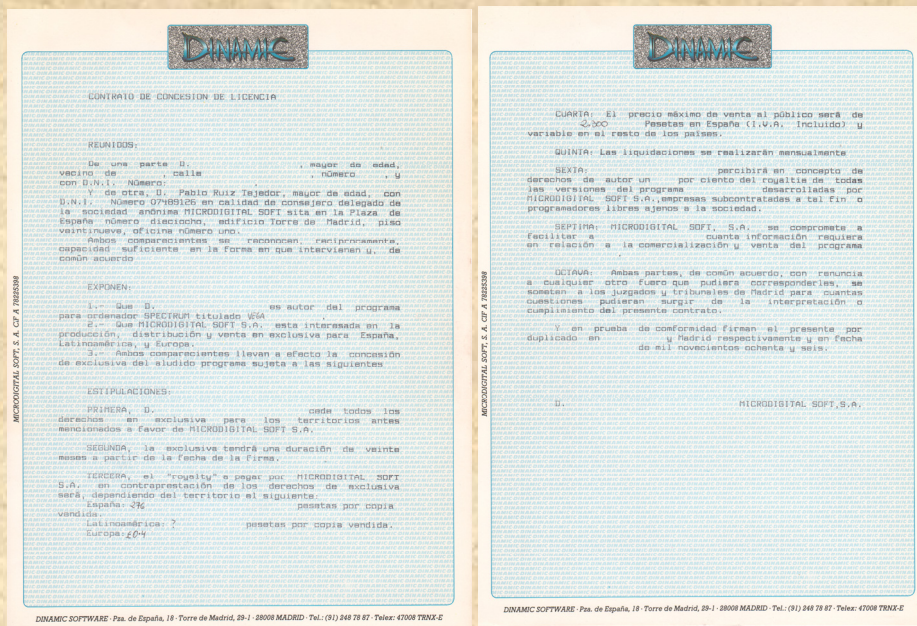 DINAMIC
CONTRATO DE CONCESION DE LICENCIA
REUNIDOS:
De una parte D. , mayor de edad,
vecino de , calle , número , y
con D.N.I. Número:
Y de otra, D. Pablo Ruiz Tejedor, mayor de edad, con
D.N.I. Número 07489126 en calidad de consejero delegado de
la sociedad anónima MICRODIGITAL SOFT sita en la Plaza de
España número dieciocho, edificio Torre de Madrid, piso
veintinueve, oficina número uno.
Ambos comparecientes se reconocen, recíprocamente,
capacidad suficiente en la forma en que intervienen y, de
común acuerdo
EXPONEN:
1.- Que D. es autor del programa
para ordenador SPECTRUM titulado VEGA ,
2.- Que MICRODIGITAL SOFT S.A. esta interesada en la
producción, distribución y venta en exclusiva para España,
Latinoamérica, y Europa.
3.- Ambos comparecientes llevan a efecto la concesión
de exclusiva del aludido programa sujeta a las siguientes
ESTIPULACIONES:
PRIMERA, D. cede todos los
derechos en exclusiva para los territorios antes
mencionados a favor de MICRODIGITAL SOFT S.A.
SEGUNDA, la exclusiva tendrá una duración de veinte
meses a partir de la fecha de la firma.
TERCERA, el "royalty" a pagar por MICRODIGITAL SOFT
S.A. en contraprestación de los derechos de exclusiva
será, dependiendo del territorio el siguiente:
España: 276 pesetas por copia
vendida.
Latinoamérica: ? pesetas por copia vendida.
Europa: £0.4
MICRODIGITAL SOFT, S. A. CIF A 78225398
DINAMIC SOFTWARE · Pza. de España, 18 · Torre de Madrid, 29-1 · 28008 MADRID · Tel.: (91) 248 78 87 · Telex: 47008 TRNX-E
DINAMIC
CUARTA: El precio máximo de venta al público será de
2.300 Pesetas en España (I.V.A. Incluido) y
variable en el resto de los países.
QUINTA: Las liquidaciones se realizarán mensualmente
SEXTA: percibirá en concepto de
derechos de autor un por ciento del royaltie de todas
las versiones del programa desarrolladas por
MICRODIGITAL SOFT S.A.,empresas subcontratadas a tal fin o
programadores libres ajenos a la sociedad.
SEPTIMA: MICRODIGITAL SOFT, S.A. se compromete a
facilitar a cuanta información requiera
en relación a la comercialización y venta del programa
OCTAVA: Ambas partes, de común acuerdo, con renuncia
a cualquier otro fuero que pudiera corresponderles, se
someten a los juzgados y tribunales de Madrid para cuantas
cuestiones pudieran surgir de la interpretación o
cumplimiento del presente contrato.
Y en prueba de comformidad firman el presente por
duplicado en y Madrid respectivamente y en fecha
de mil novecientos ochenta y seis.
D. MICRODIGITAL SOFT,S.A.
MICRODIGITAL SOFT, S. A. CIF A 78225398
DINAMIC SOFTWARE · Pza. de España, 18 · Torre de Madrid, 29-1 · 28008 MADRID · Tel.: (91) 248 78 87 · Telex: 47008 TRNX-E